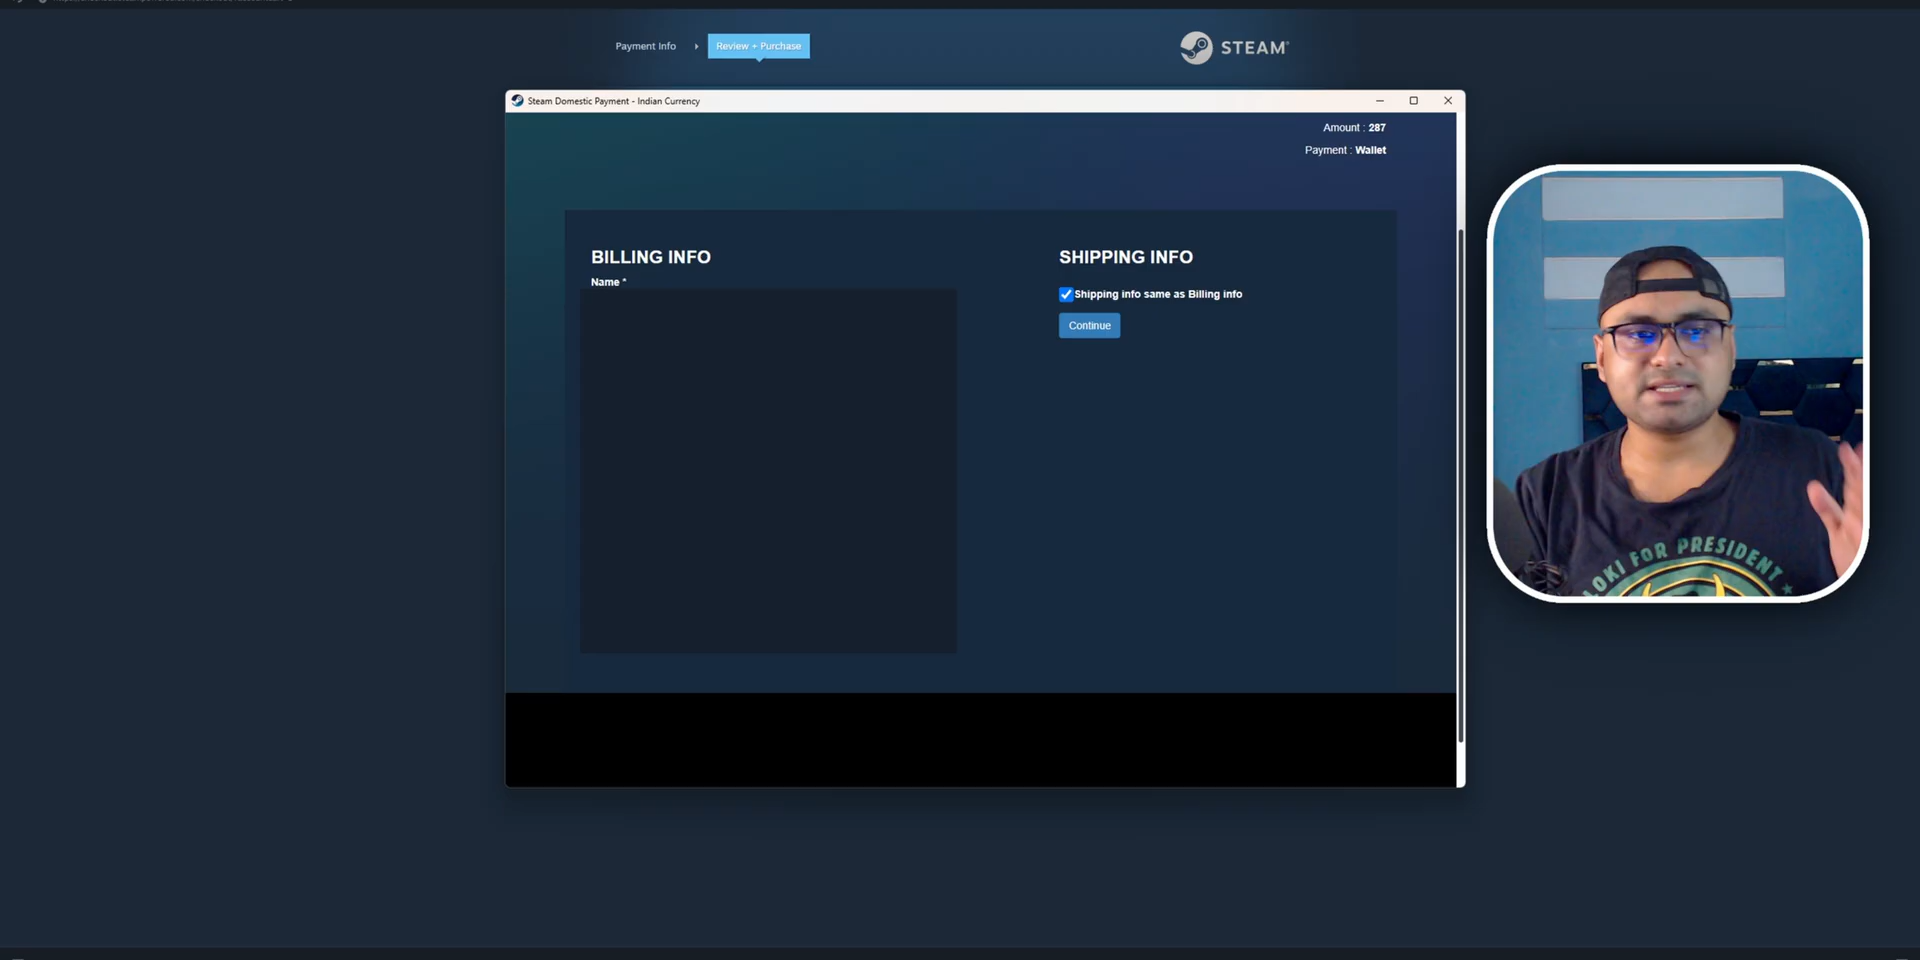 Payment Info
Review + Purchase
STEAM®
Steam Domestic Payment - Indian Currency
Amount : 287
Payment : Wallet
BILLING INFO
Name *
SHIPPING INFO
Shipping info same as Billing info
Continue
LOKI FOR PRESIDENT